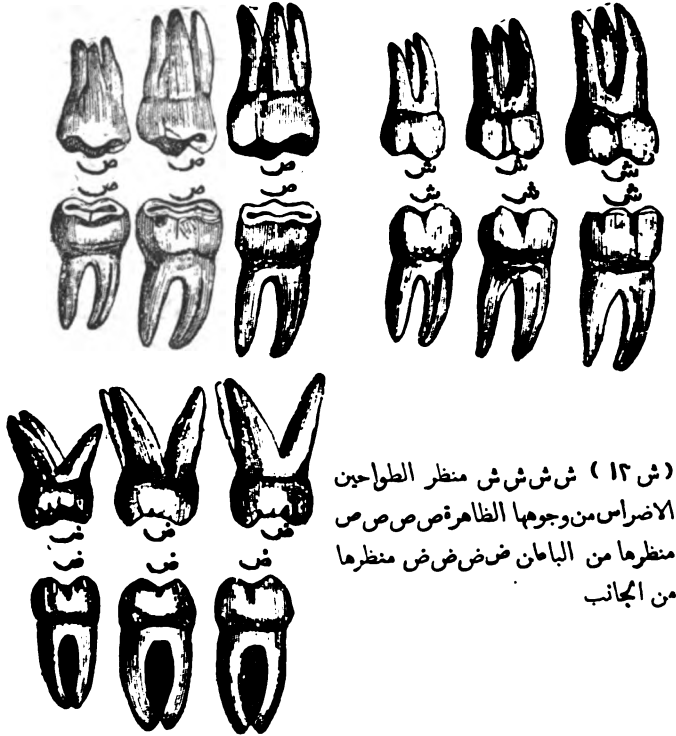 ص ص ص
ص ص ص
ش ش ش
ش ش ش
ض ض ض
ض ض ض
(ش ١٢) ش ش ش ش منظر الطواحين
الاضراس من وجوهها الظاهرة ص ص ص ص
منظرها من الباطن ض ض ض ض منظرها
من الجانب